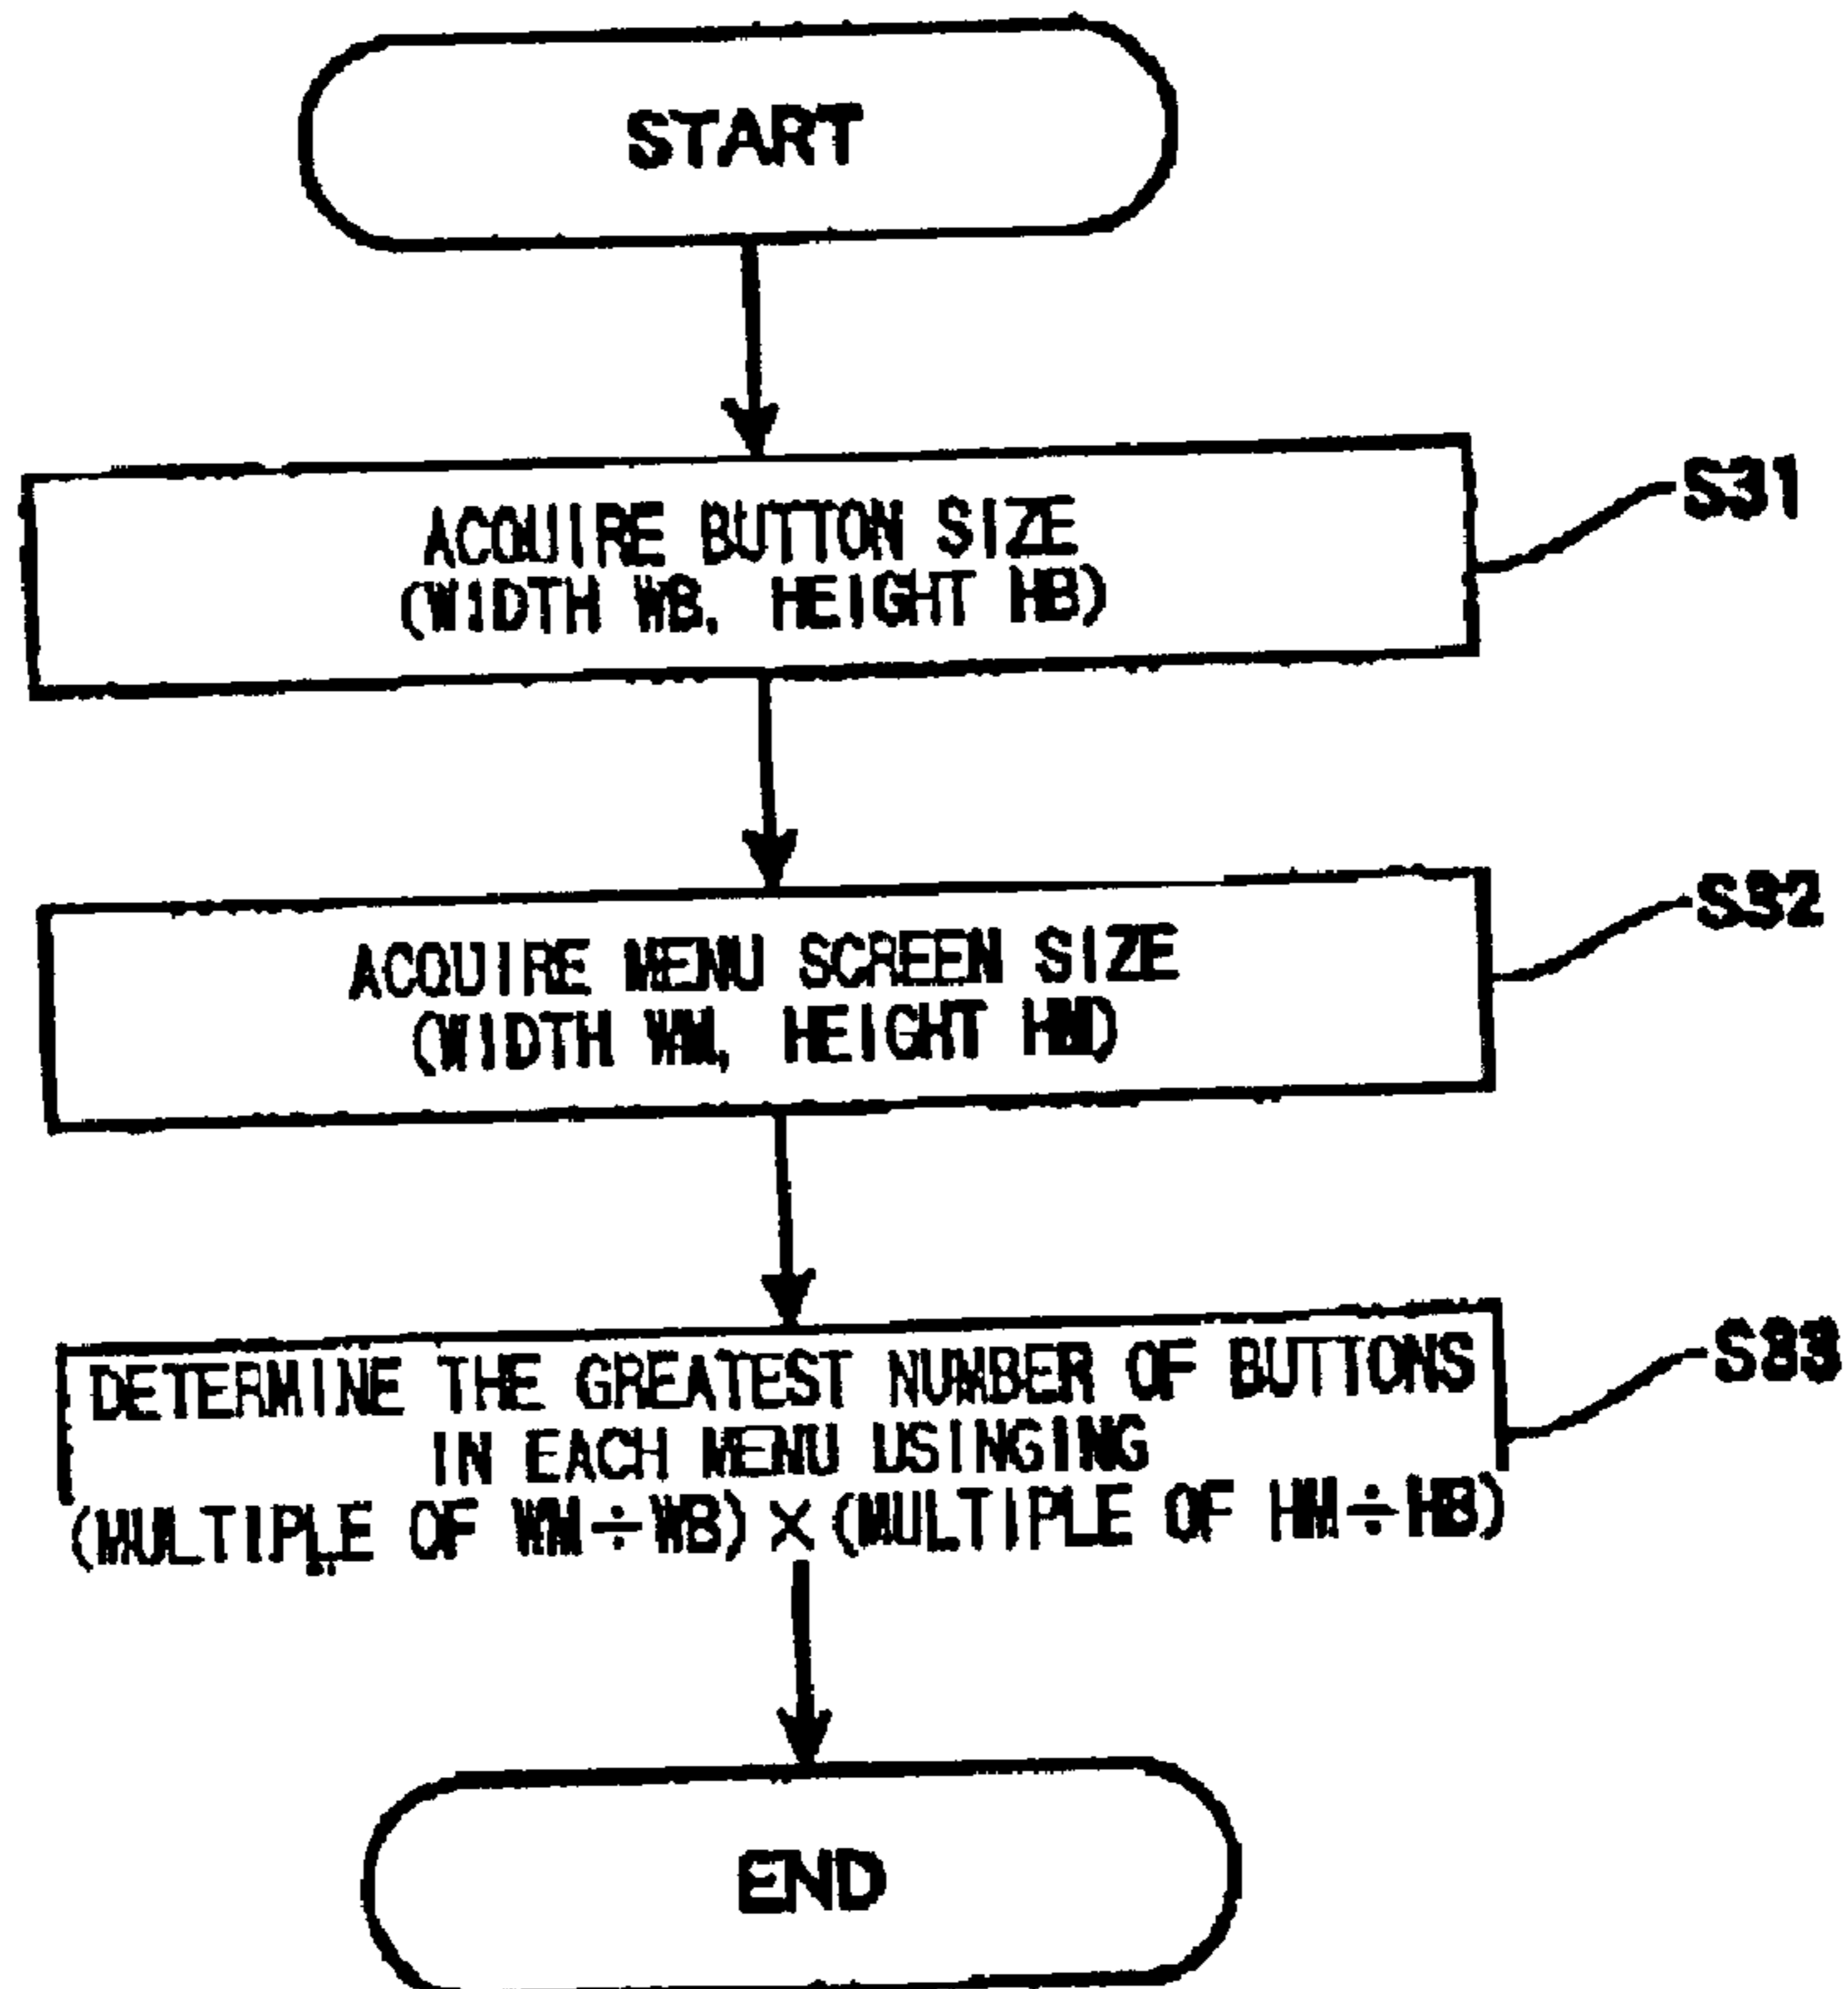 START
ACQUIRE BUTTON SIZE
(WIDTH WB, HEIGHT HB)
S31
ACQUIRE MENU SCREEN SIZE
(WIDTH WM, HEIGHT HM)
S32
DETERMINE THE GREATEST NUMBER OF BUTTONS
IN EACH MENU USINGING
(MULTIPLE OF WM÷WB) X (MULTIPLE OF HM÷HB)
S33
END